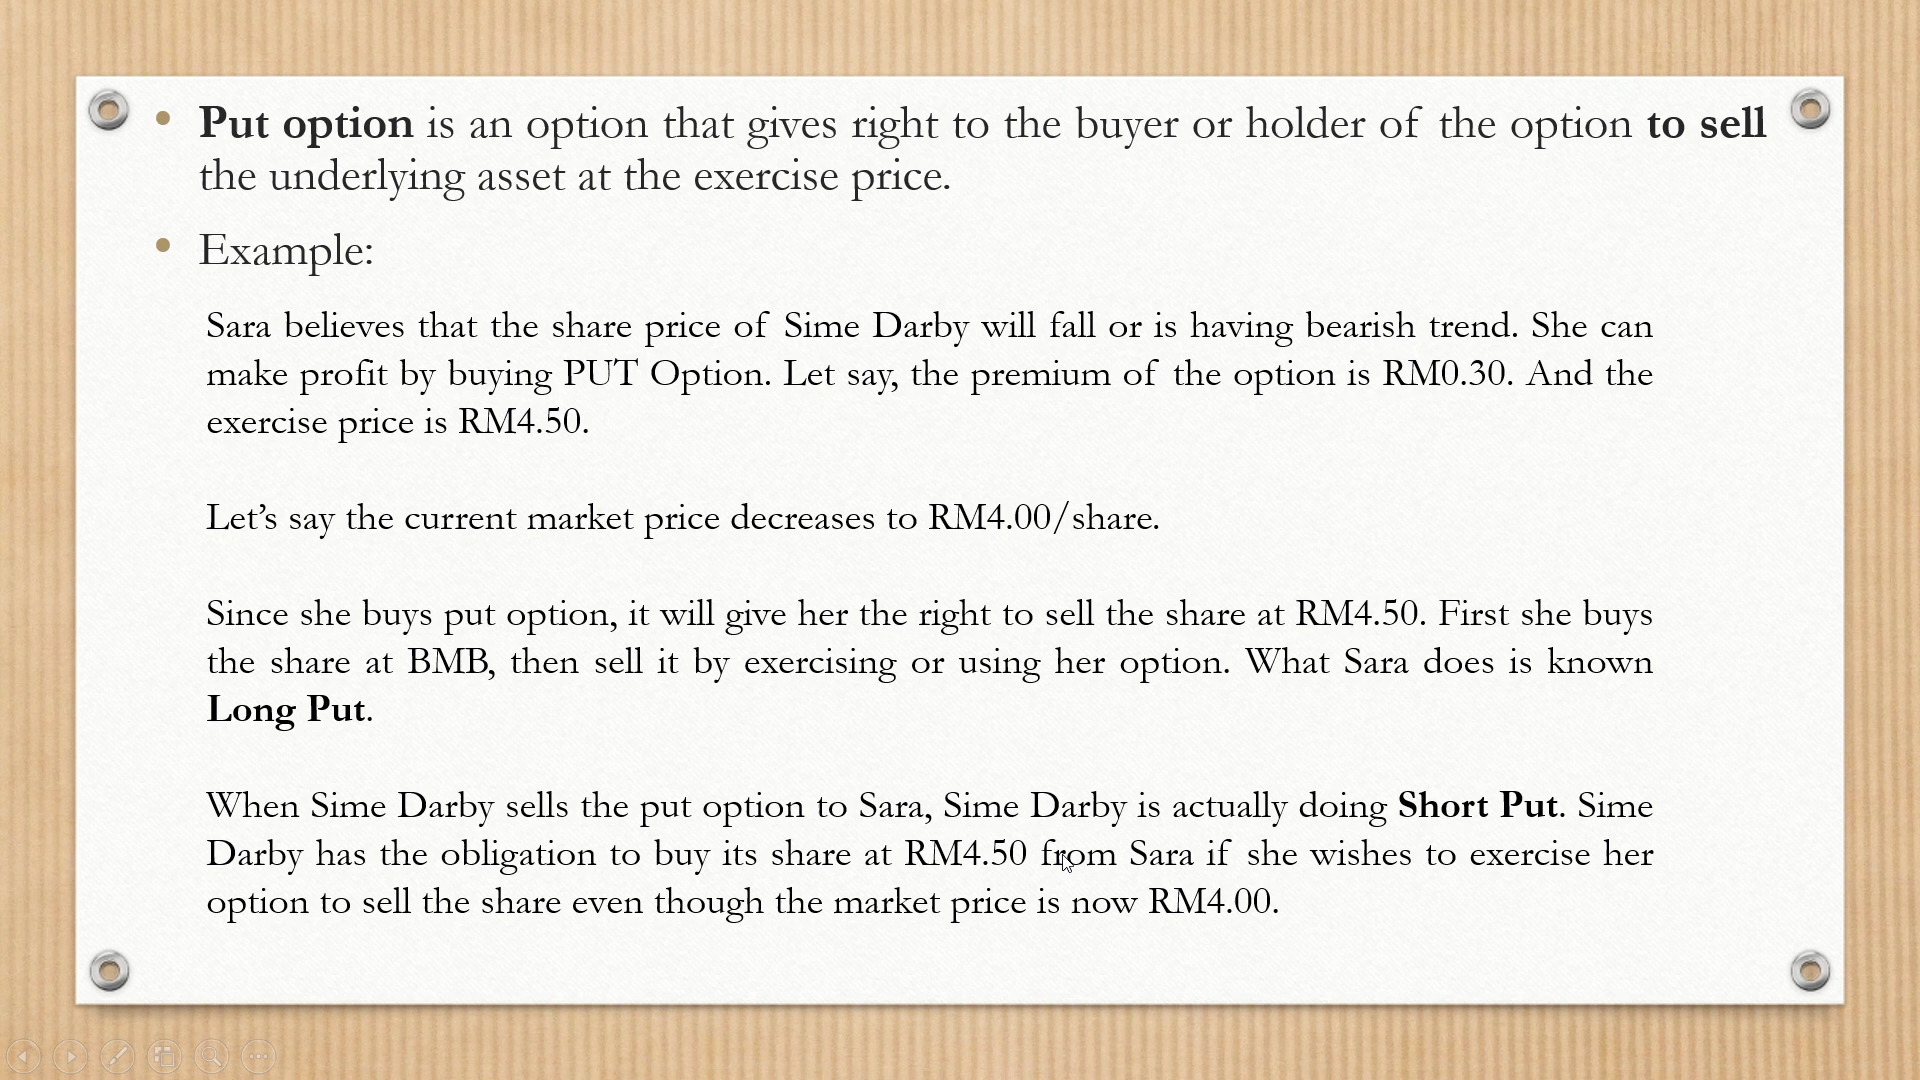 • Put option is an option that gives right to the buyer or holder of the option to sell
the underlying asset at the exercise price.
• Example:
Sara believes that the share price of Sime Darby will fall or is having bearish trend. She can
make profit by buying PUT Option. Let say, the premium of the option is RM0.30. And the
exercise price is RM4.50.
Let’s say the current market price decreases to RM4.00/share.
Since she buys put option, it will give her the right to sell the share at RM4.50. First she buys
the share at BMB, then sell it by exercising or using her option. What Sara does is known
Long Put.
When Sime Darby sells the put option to Sara, Sime Darby is actually doing Short Put. Sime
Darby has the obligation to buy its share at RM4.50 from Sara if she wishes to exercise her
option to sell the share even though the market price is now RM4.00.